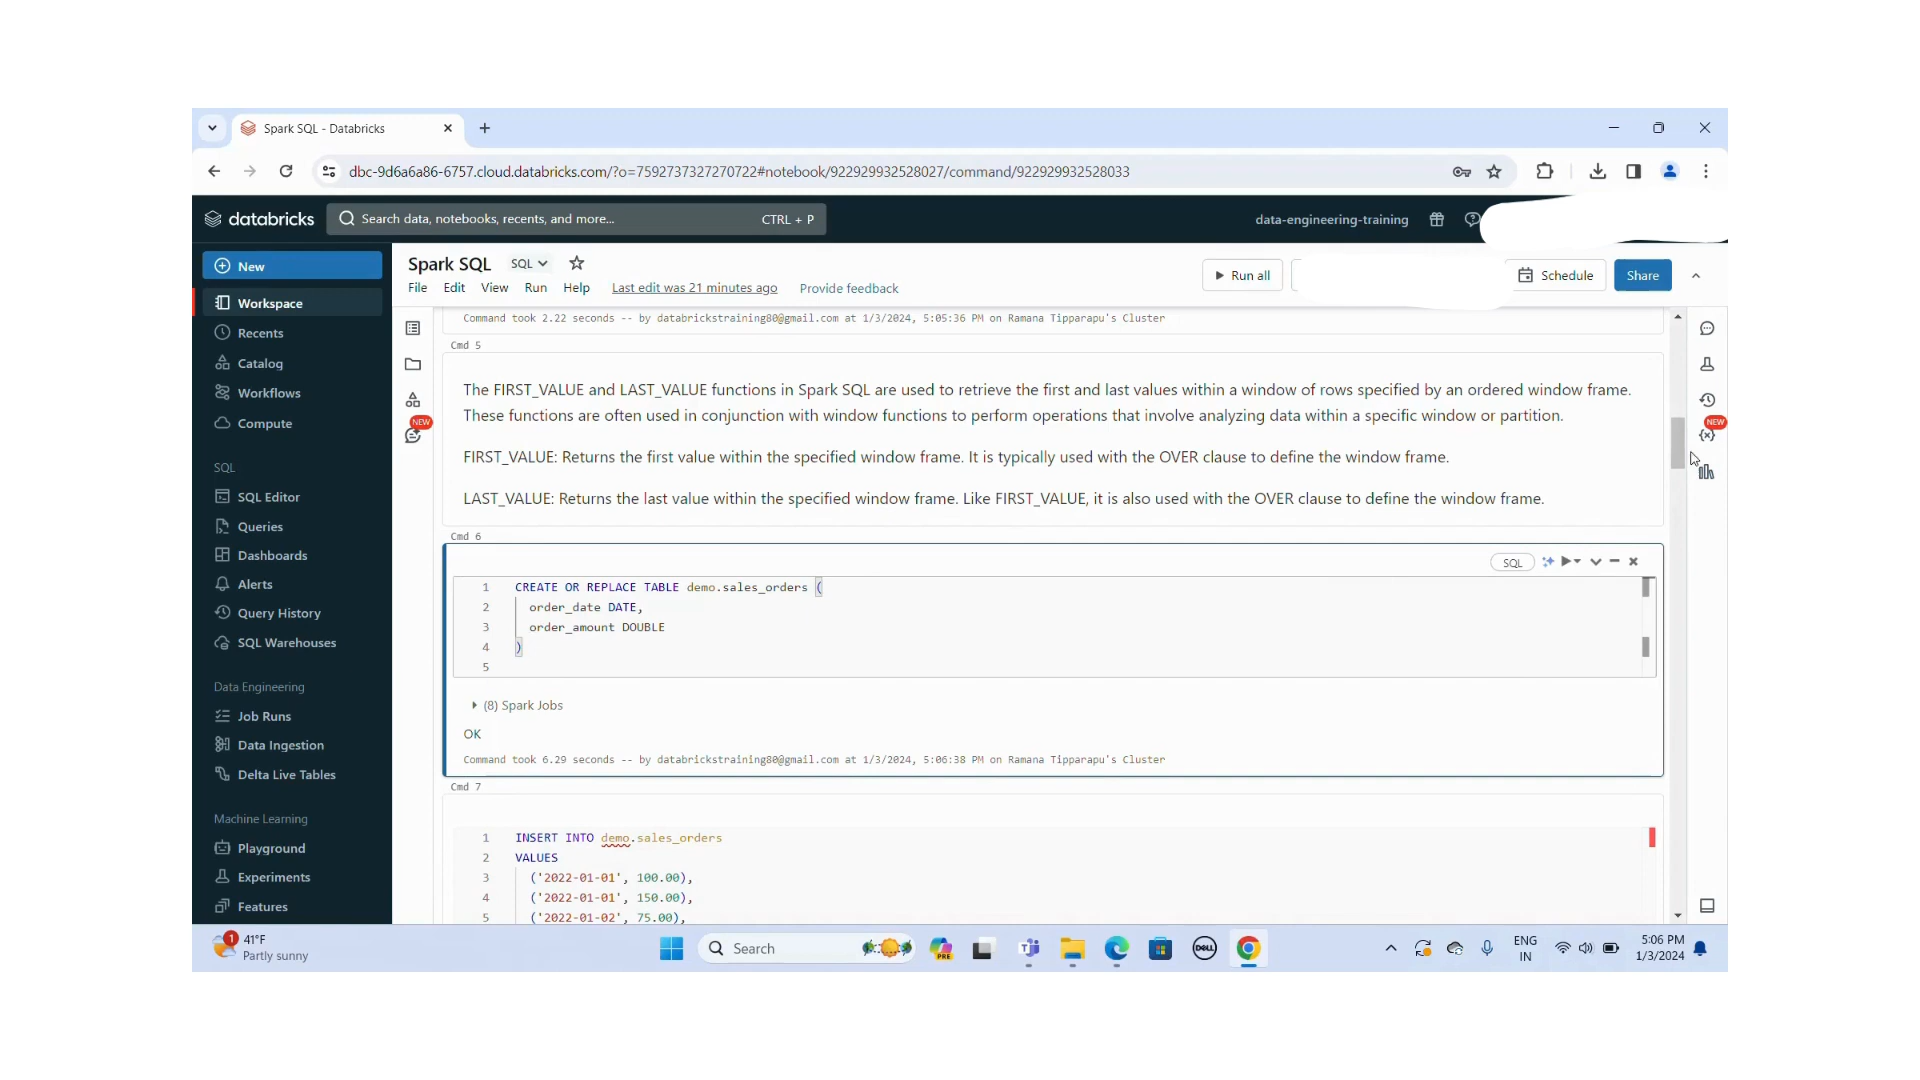 Spark SQL - Databricks
dbc-9d6a6a86-6757.cloud.databricks.com/?o=7592737327270722#notebook/922929932528027/command/922929932528033
databricks
Search data, notebooks, recents, and more...
CTRL + P
data-engineering-training
New
Workspace
Recents
Catalog
Workflows
Compute
SQL
SQL Editor
Queries
Dashboards
Alerts
Query History
SQL Warehouses
Data Engineering
Job Runs
Data Ingestion
Delta Live Tables
Machine Learning
Playground
Experiments
Features
Spark SQL
SQL
File Edit View Run Help Last edit was 21 minutes ago Provide feedback
Run all
Schedule
Share
NEW
NEW
Command took 2.22 seconds -- by databrickstraining80@gmail.com at 1/3/2024, 5:05:36 PM on Ramana Tipparapu's Cluster
Cmd 5
The FIRST_VALUE and LAST_VALUE functions in Spark SQL are used to retrieve the first and last values within a window of rows specified by an ordered window frame.
These functions are often used in conjunction with window functions to perform operations that involve analyzing data within a specific window or partition.
FIRST_VALUE: Returns the first value within the specified window frame. It is typically used with the OVER clause to define the window frame.
LAST_VALUE: Returns the last value within the specified window frame. Like FIRST_VALUE, it is also used with the OVER clause to define the window frame.
Cmd 6
SQL
1 CREATE OR REPLACE TABLE demo.sales_orders (
2 order_date DATE,
3 order_amount DOUBLE
4 )
5
(8) Spark Jobs
OK
Command took 6.29 seconds -- by databrickstraining80@gmail.com at 1/3/2024, 5:06:38 PM on Ramana Tipparapu's Cluster
Cmd 7
1 INSERT INTO demo.sales_orders
2 VALUES
3 ('2022-01-01', 100.00),
4 ('2022-01-01', 150.00),
5 ('2022-01-02', 75.00),
1
41°F
Partly sunny
Search
PRE
DELL
ENG
IN
5:06 PM
1/3/2024